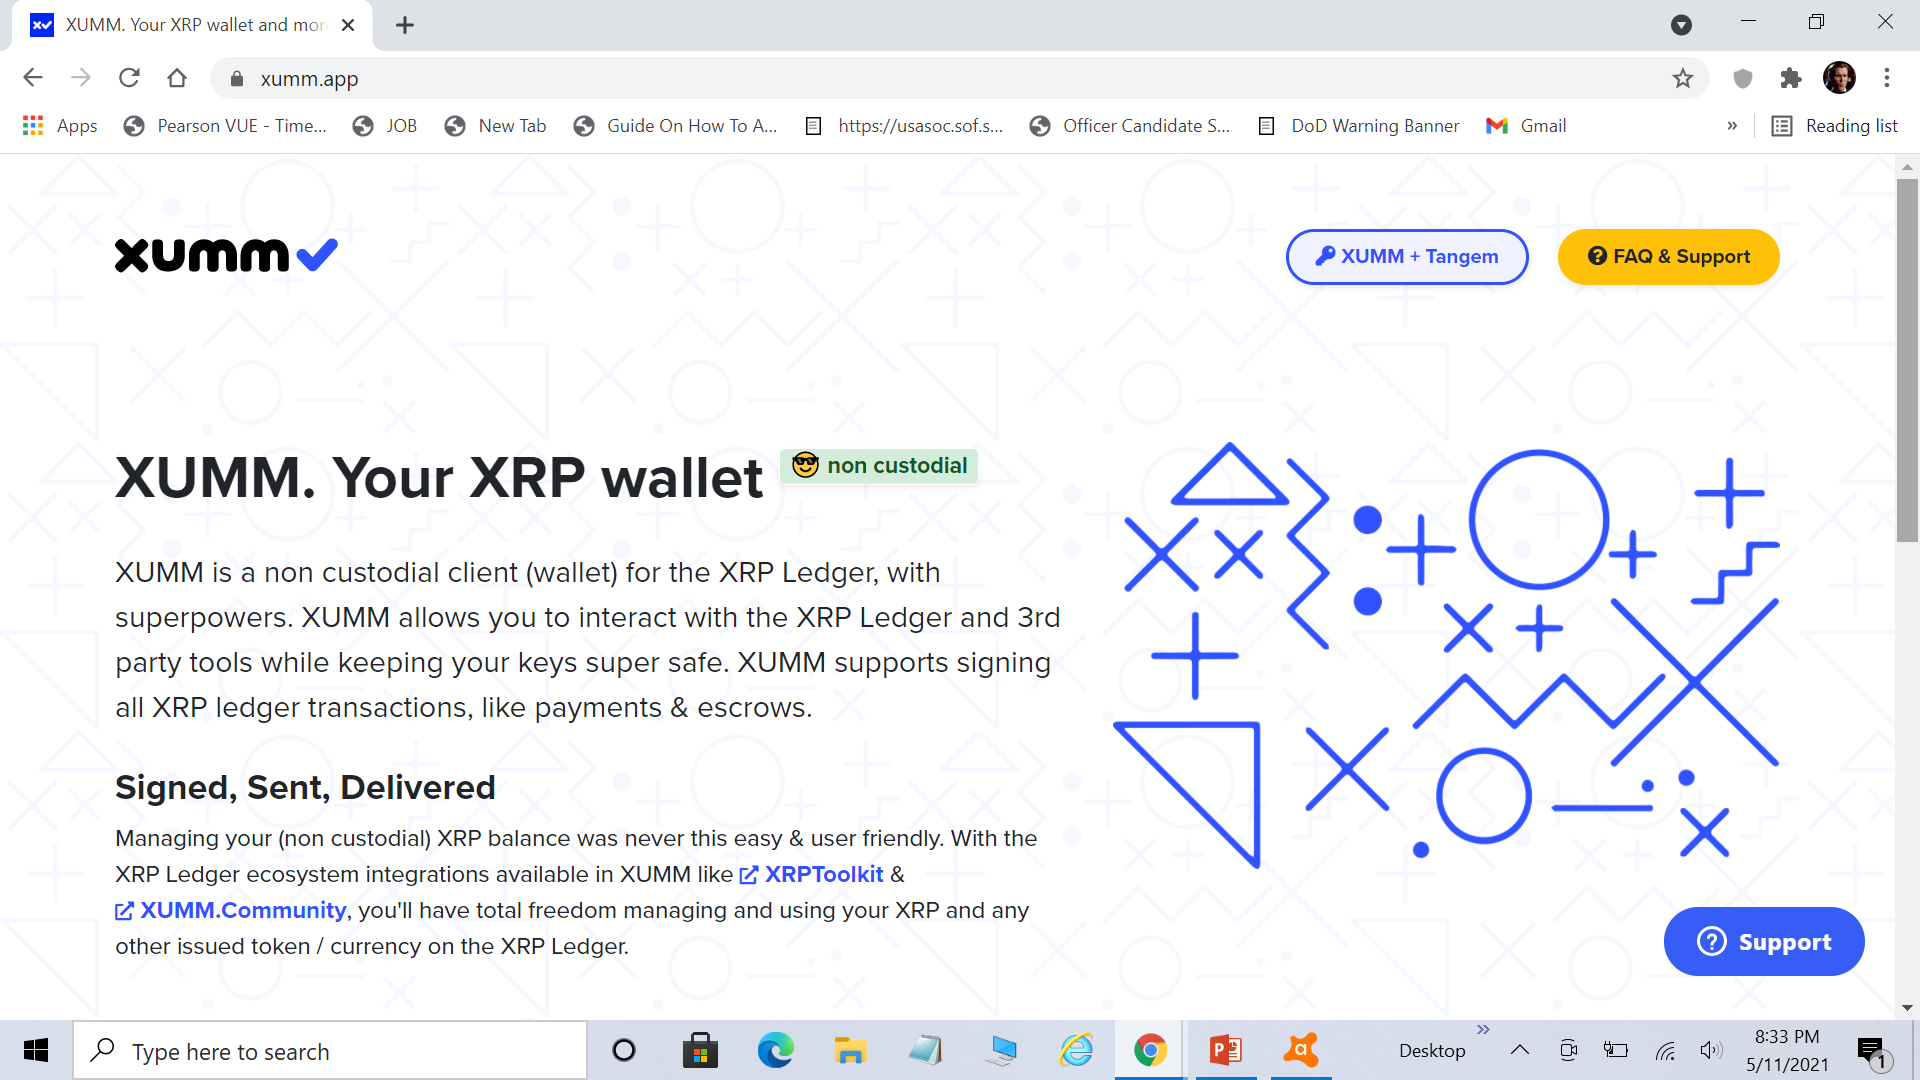 XUMM. Your XRP wallet and mor
xumm.app
Apps
Pearson VUE - Time...
JOB
New Tab
Guide On How To A...
https://usasoc.sof.s...
Officer Candidate S...
DoD Warning Banner
Gmail
»
Reading list
xumm
XUMM + Tangem
FAQ & Support
XUMM. Your XRP wallet
non custodial
XUMM is a non custodial client (wallet) for the XRP Ledger, with
superpowers. XUMM allows you to interact with the XRP Ledger and 3rd
party tools while keeping your keys super safe. XUMM supports signing
all XRP ledger transactions, like payments & escrows.
Signed, Sent, Delivered
Managing your (non custodial) XRP balance was never this easy & user friendly. With the
XRP Ledger ecosystem integrations available in XUMM like XRPToolkit &
XUMM.Community, you'll have total freedom managing and using your XRP and any
other issued token / currency on the XRP Ledger.
Support
Type here to search
Desktop
»
8:33 PM
5/11/2021
1